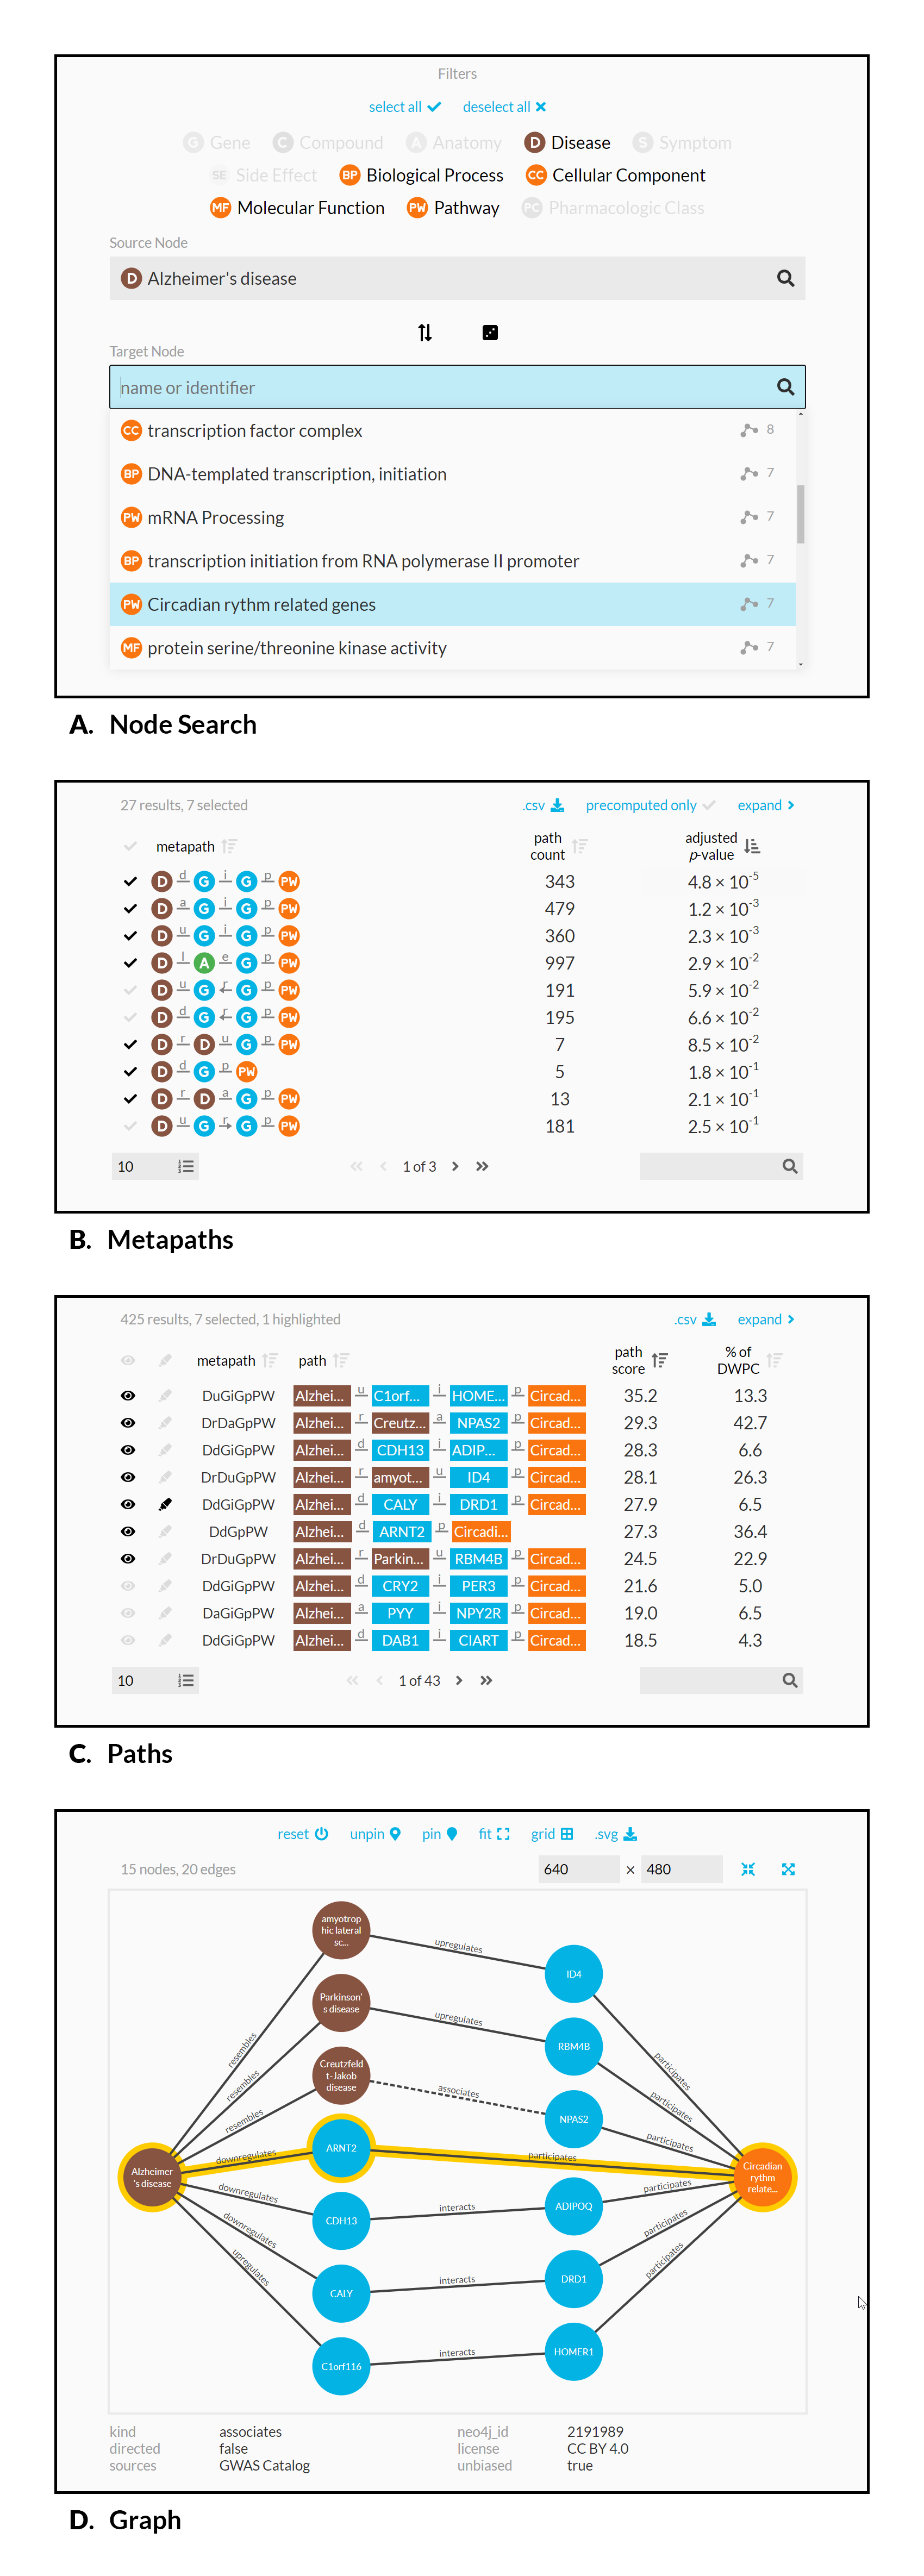 Filters
select all deselect all
G Gene C Compound A Anatomy D Disease S Symptom
SE Side Effect BP Biological Process CC Cellular Component
MF Molecular Function PW Pathway PC Pharmacologic Class
Source Node
D Alzheimer's disease
Target Node
name or identifier
CC transcription factor complex 8
BP DNA-templated transcription, initiation 7
PW mRNA Processing 7
BP transcription initiation from RNA polymerase II promoter 7
PW Circadian rythm related genes 7
MF protein serine/threonine kinase activity 7
A. Node Search
27 results, 7 selected .csv precomputed only expand
metapath path count adjusted p-value
D d G i G p PW 343 4.8 × 10-5
D a G i G p PW 479 1.2 × 10-3
D u G i G p PW 360 2.3 × 10-3
D l A e G p PW 997 2.9 × 10-2
D u G r G p PW 191 5.9 × 10-2
D d G r G p PW 195 6.6 × 10-2
D r D u G p PW 7 8.5 × 10-2
D d G p PW 5 1.8 × 10-1
D r D a G p PW 13 2.1 × 10-1
D u G r G p PW 181 2.5 × 10-1
10 1 of 3
B. Metapaths
425 results, 7 selected, 1 highlighted .csv expand
metapath path path score % of DWPC
DuGiGpPW Alzhei... u C1orf... i HOME... p Circad... 35.2 13.3
DrDaGpPW Alzhei... r Creutz... a NPAS2 p Circad... 29.3 42.7
DdGiGpPW Alzhei... d CDH13 i ADIP... p Circad... 28.3 6.6
DrDuGpPW Alzhei... r amyot... u ID4 p Circad... 28.1 26.3
DdGiGpPW Alzhei... d CALY i DRD1 p Circad... 27.9 6.5
DdGpPW Alzhei... d ARNT2 p Circadi... 27.3 36.4
DrDuGpPW Alzhei... r Parkin... u RBM4B p Circad... 24.5 22.9
DdGiGpPW Alzhei... d CRY2 i PER3 p Circad... 21.6 5.0
DaGiGpPW Alzhei... a PYY i NPY2R p Circad... 19.0 6.5
DdGiGpPW Alzhei... d DAB1 i CIART p Circad... 18.5 4.3
10 1 of 43
C. Paths
reset unpin pin fit grid .svg
15 nodes, 20 edges 640 × 480
amyotrop
hic lateral
sc...
upregulates
ID4
Parkinson'
s disease
upregulates
RBM4B
resembles
participates
Creutzfeld
t-Jakob
disease
resembles
associates
participates
NPAS2
resembles
participates
ARNT2
downregulates
participates
Alzheimer
's disease
Circadian
rythm
relate...
downregulates
participates
CDH13
interacts
ADIPOQ
downregulates
participates
upregulates
participates
CALY
interacts
DRD1
C1orf116
interacts
HOMER1
kind associates neo4j_id 2191989
directed false license CC BY 4.0
sources GWAS Catalog unbiased true
D. Graph